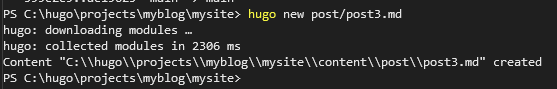 PS C:\hugo\projects\myblog\mysite> hugo new post/post3.md
hugo: downloading modules …
hugo: collected modules in 2306 ms
Content "C:\\hugo\\projects\\myblog\\mysite\\content\\post\\post3.md" created
PS C:\hugo\projects\myblog\mysite>